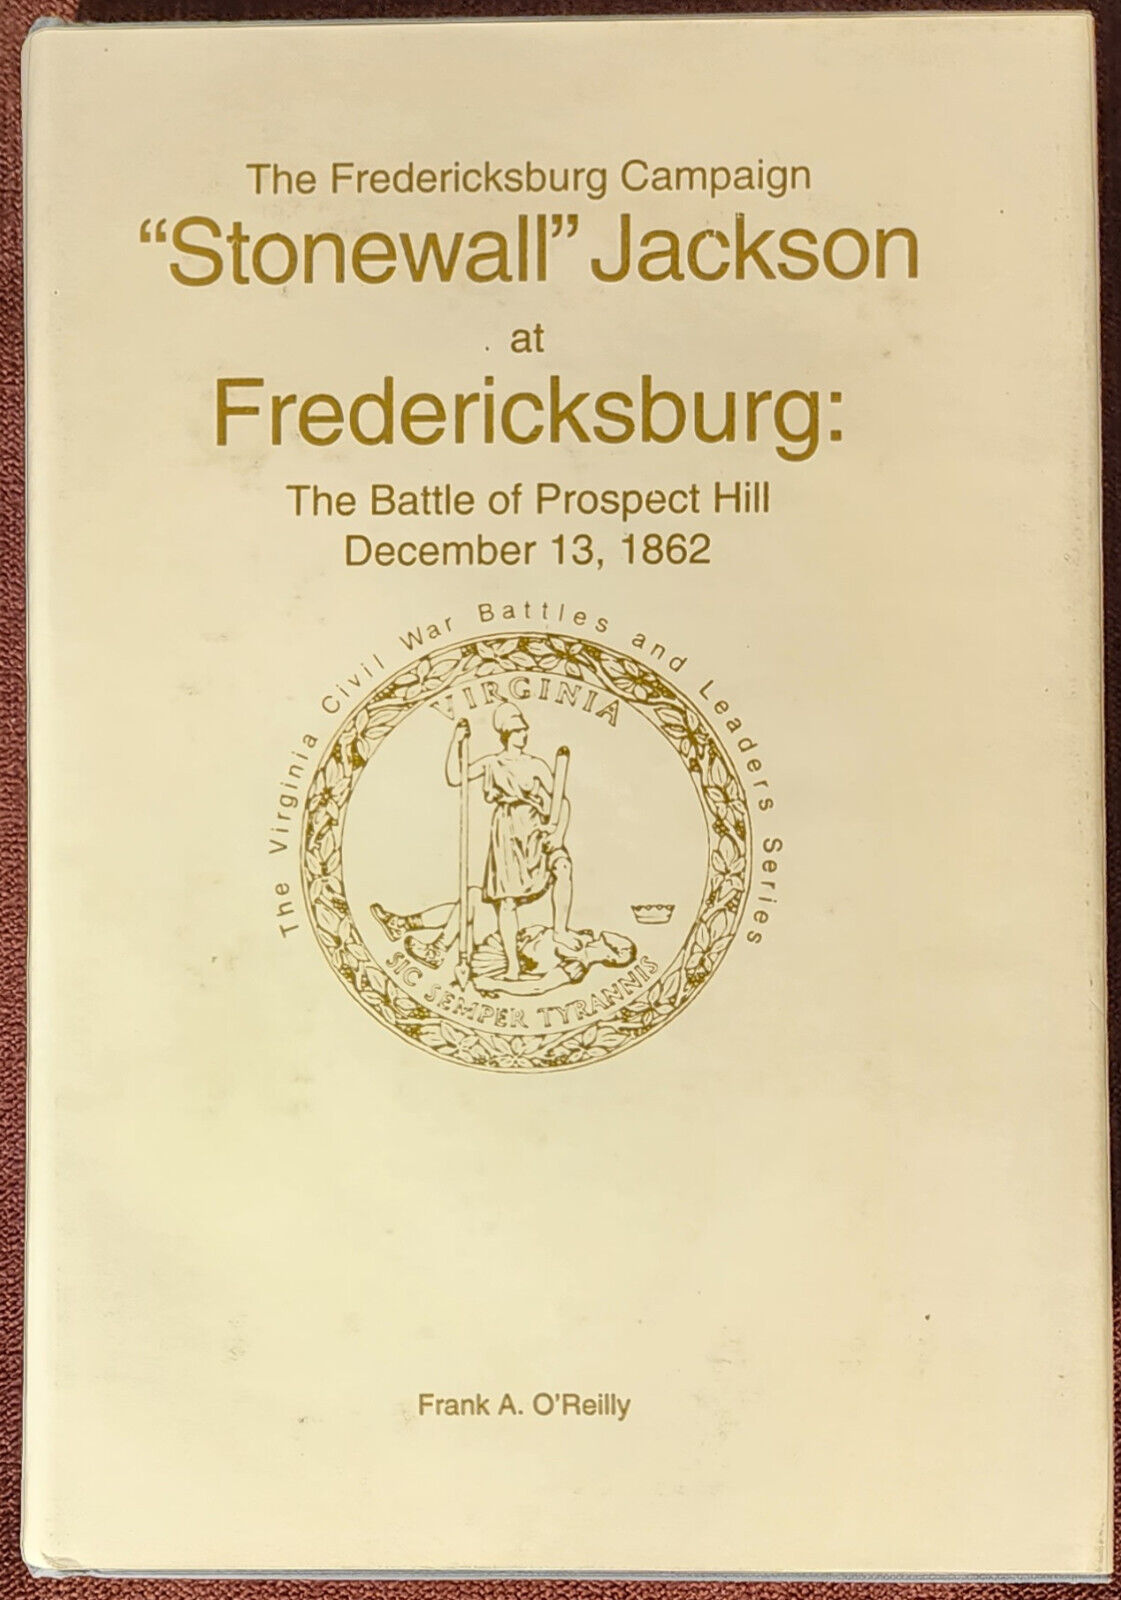 The Fredericksburg Campaign
“Stonewall” Jackson
at
Fredericksburg:
The Battle of Prospect Hill
December 13, 1862
The Virginia Civil War Battles and Leaders Series
VIRGINIA
SIC SEMPER TYRANNIS
Frank A. O'Reilly